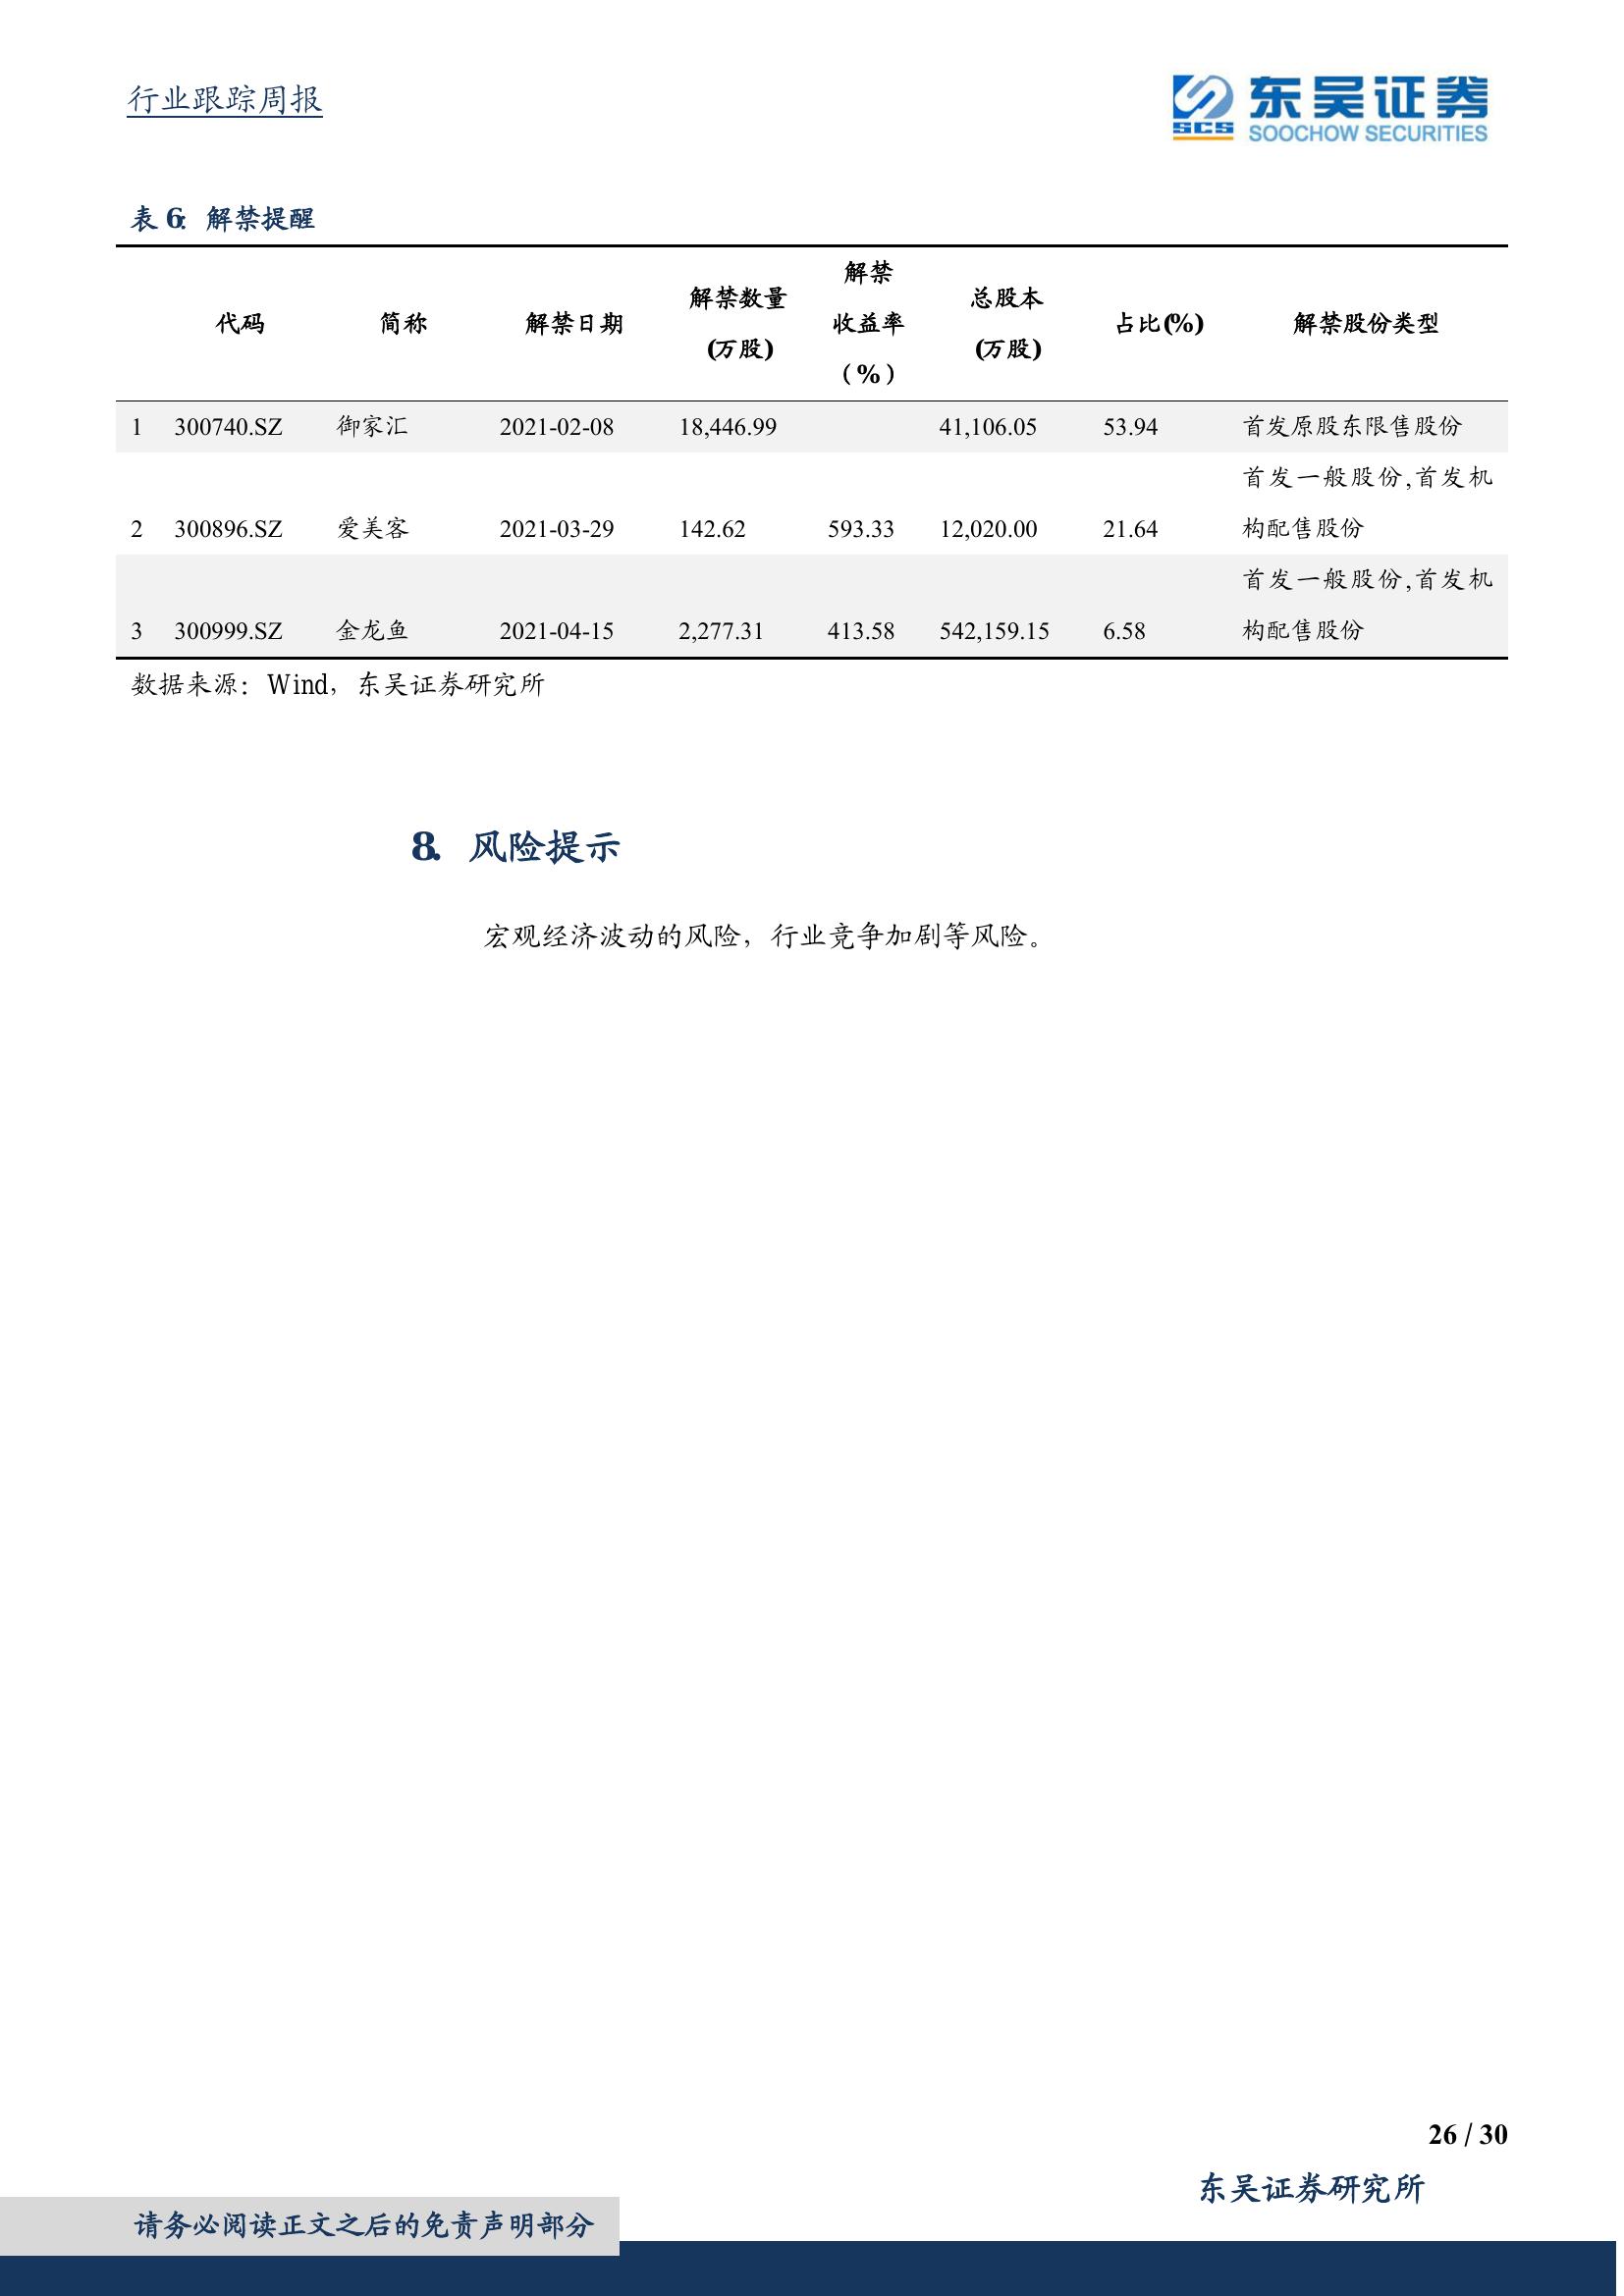 行业跟踪周报
SCS
东吴证券
SOOCHOW SECURITIES
表 6：解禁提醒
代码 简称 解禁日期 解禁数量(万股) 解禁收益率（%） 总股本(万股) 占比(%) 解禁股份类型
1 300740.SZ 御家汇 2021-02-08 18,446.99 41,106.05 53.94 首发原股东限售股份
2 300896.SZ 爱美客 2021-03-29 142.62 593.33 12,020.00 21.64 首发一般股份,首发机构配售股份
3 300999.SZ 金龙鱼 2021-04-15 2,277.31 413.58 542,159.15 6.58 首发一般股份,首发机构配售股份
数据来源：Wind，东吴证券研究所
8. 风险提示
宏观经济波动的风险，行业竞争加剧等风险。
26 / 30
东吴证券研究所
请务必阅读正文之后的免责声明部分